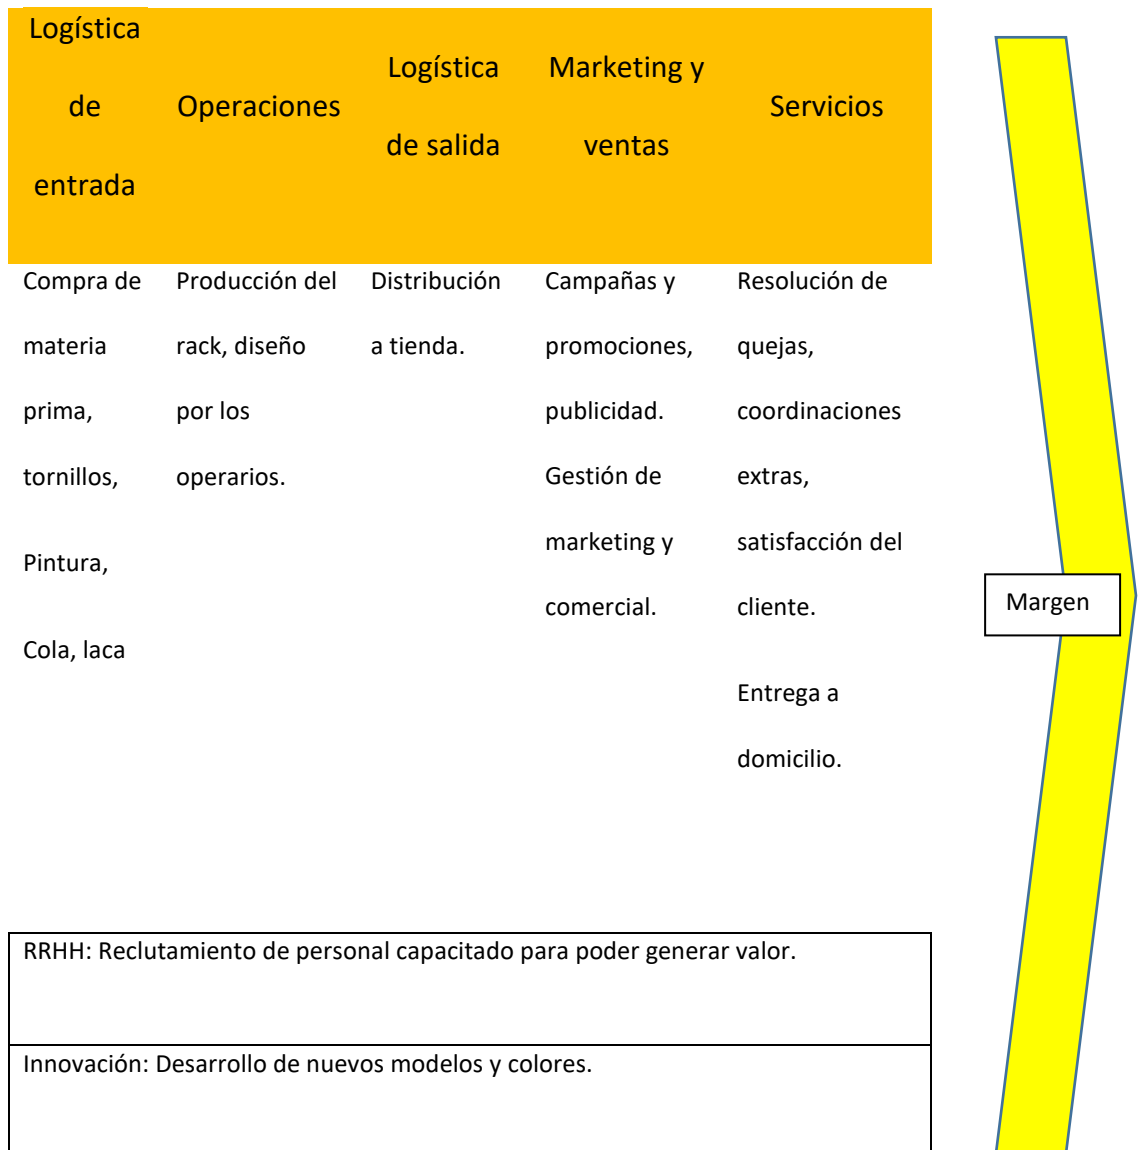 Logística
de
entrada
Operaciones
Logística
de salida
Marketing y
ventas
Servicios
Compra de
materia
prima,
tornillos,
Pintura,
Cola, laca
Producción del
rack, diseño
por los
operarios.
Distribución
a tienda.
Campañas y
promociones,
publicidad.
Gestión de
marketing y
comercial.
Resolución de
quejas,
coordinaciones
extras,
satisfacción del
cliente.
Entrega a
domicilio.
Margen
RRHH: Reclutamiento de personal capacitado para poder generar valor.
Innovación: Desarrollo de nuevos modelos y colores.